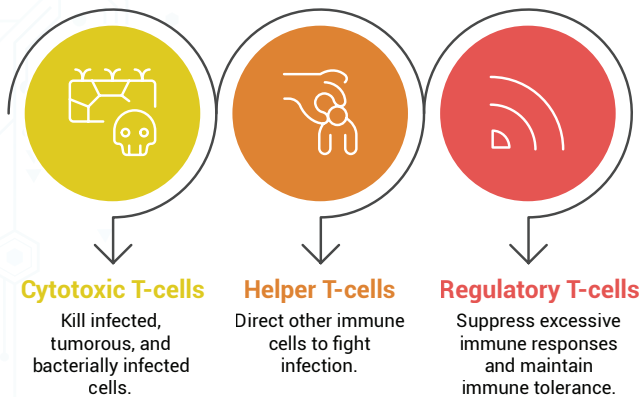 Cytotoxic T-cells
Kill infected,
tumorous, and
bacterially infected
cells.
Helper T-cells
Direct other immune
cells to fight
infection.
Regulatory T-cells
Suppress excessive
immune responses
and maintain
immune tolerance.